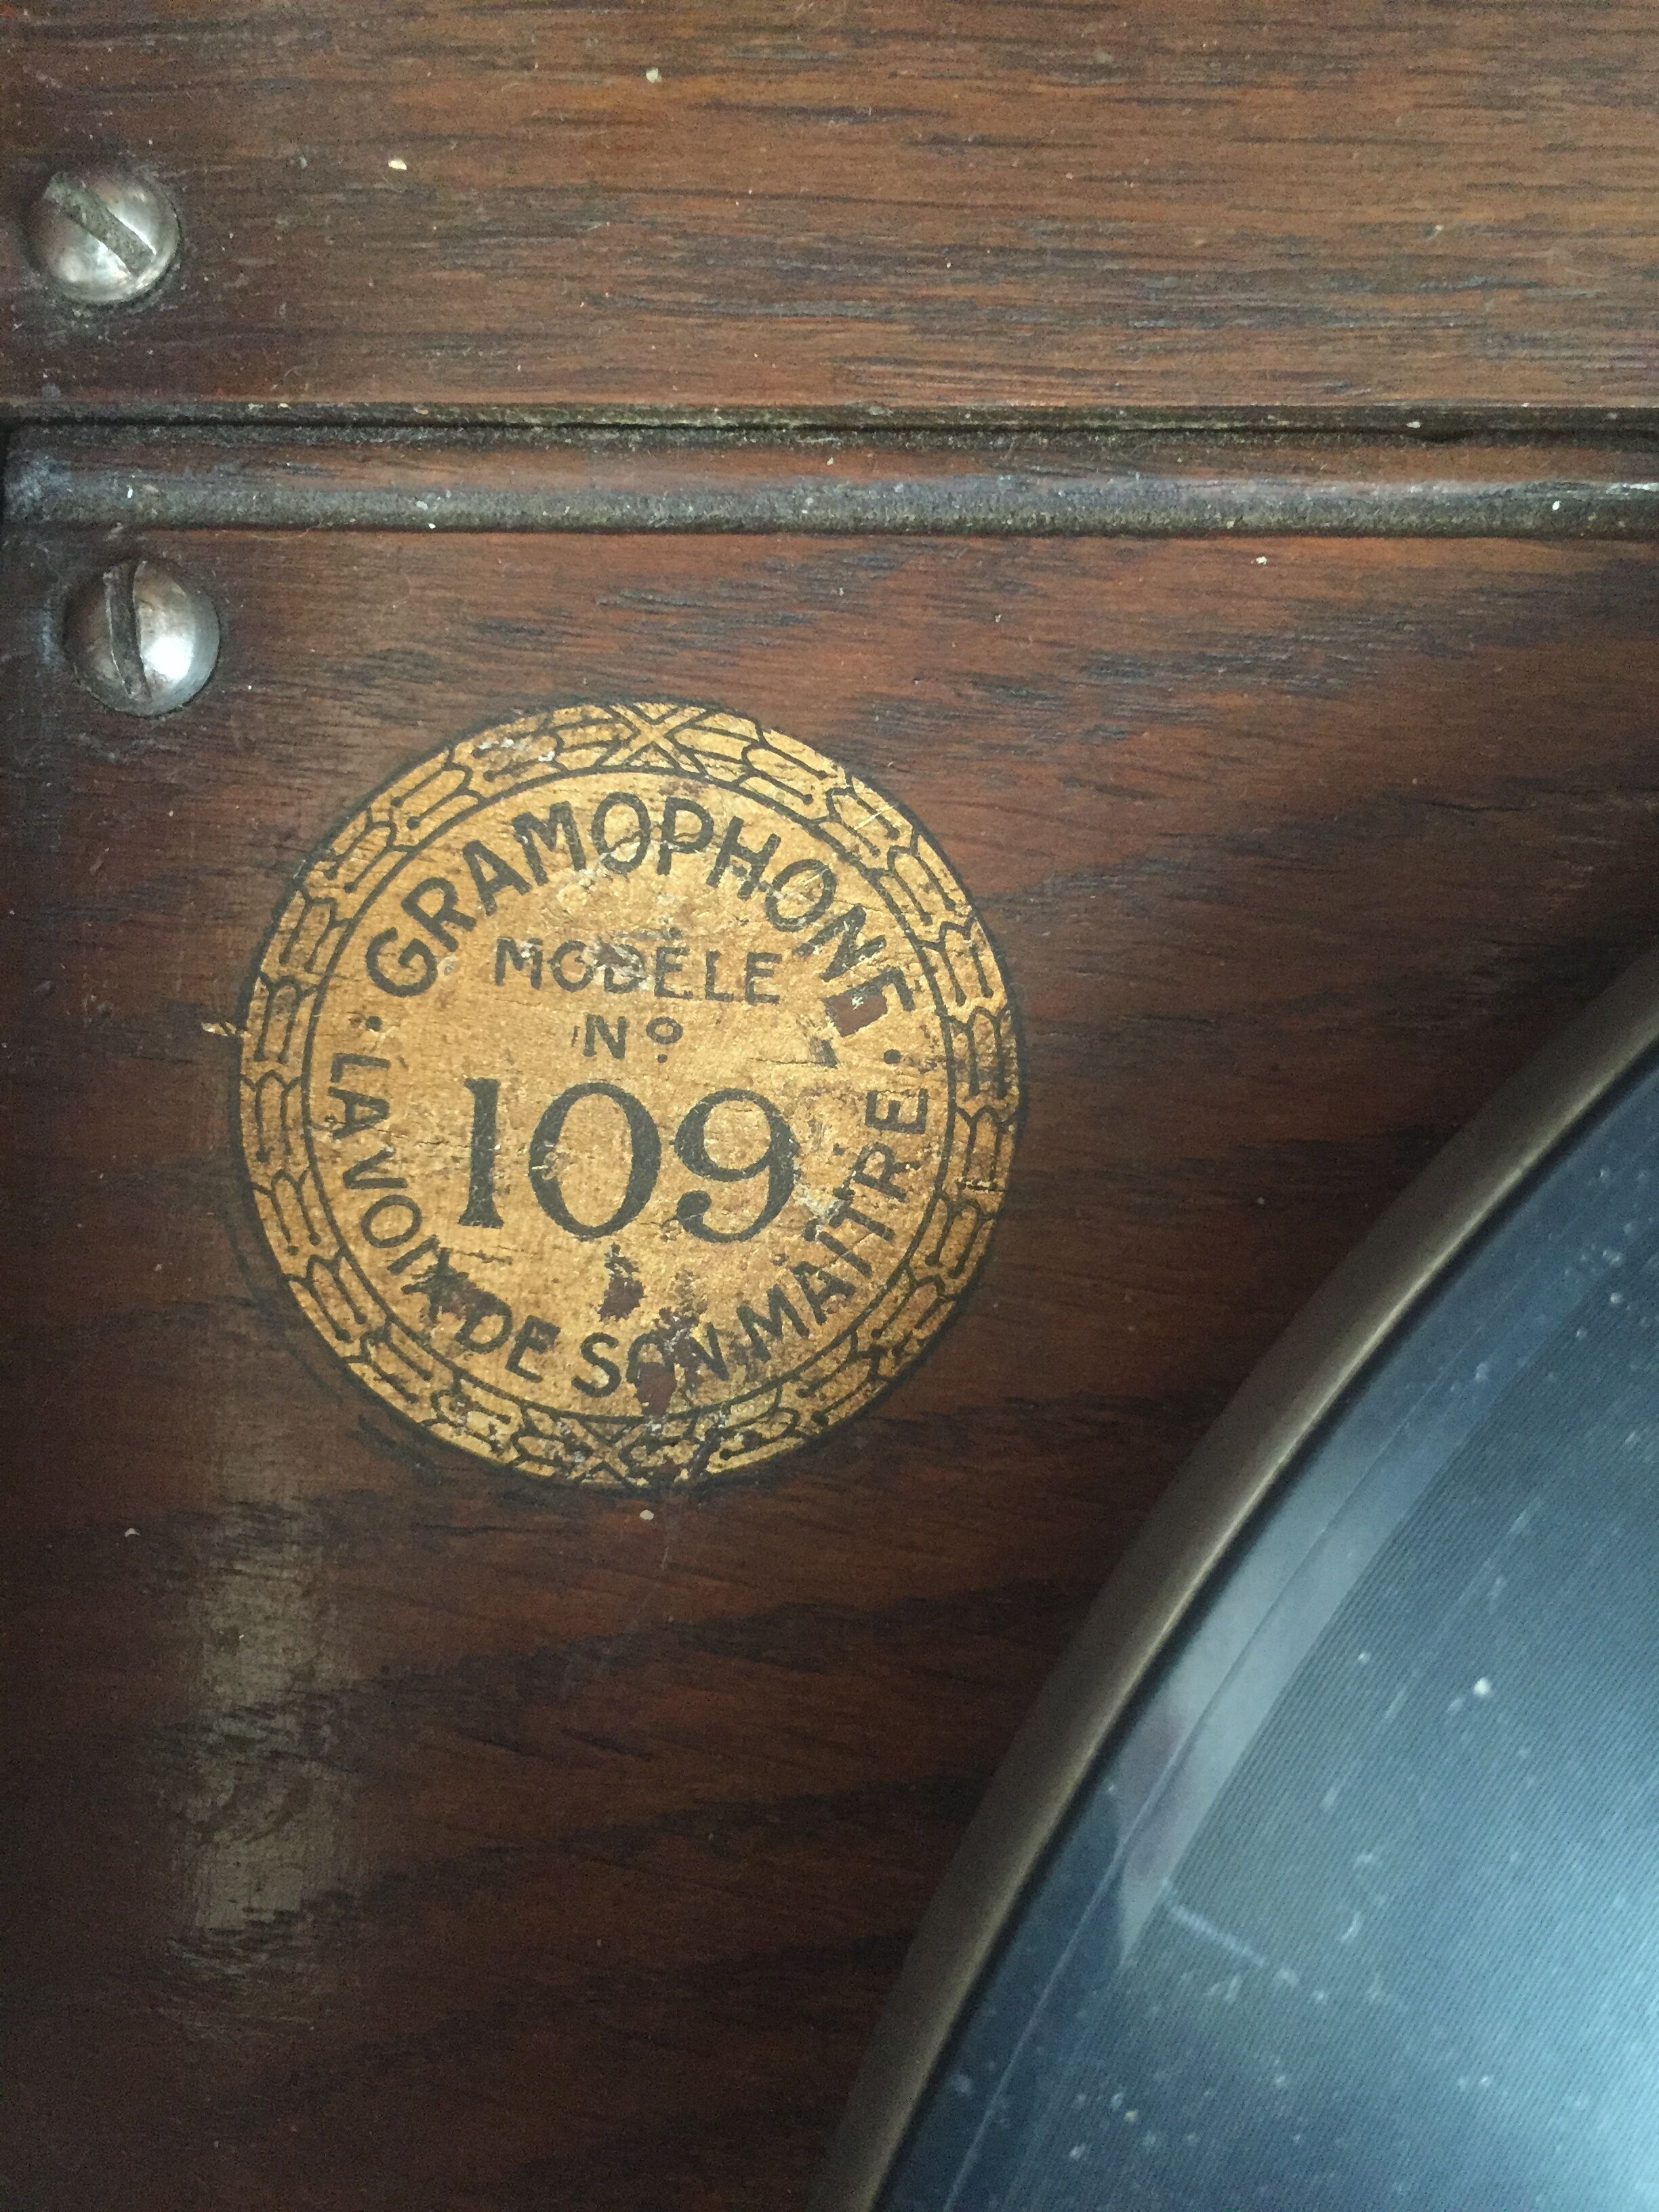 GRAMOPHONE
MODÈLE
Nº
109
· LA VOIX DE SON MAÎTRE ·